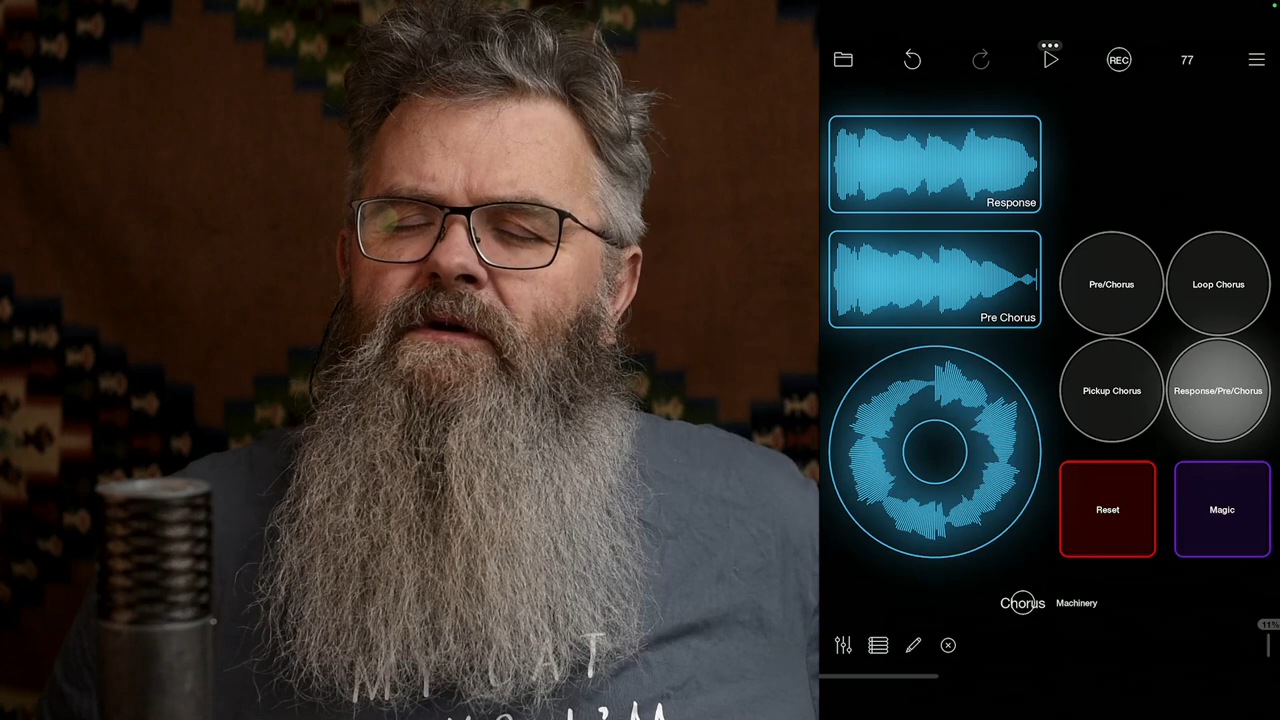 REC 77
Response
Pre Chorus
Pre/Chorus
Loop Chorus
Pickup Chorus
Response/Pre/Chorus
Reset
Magic
Chorus
Machinery
11%
MY CAT
I'M